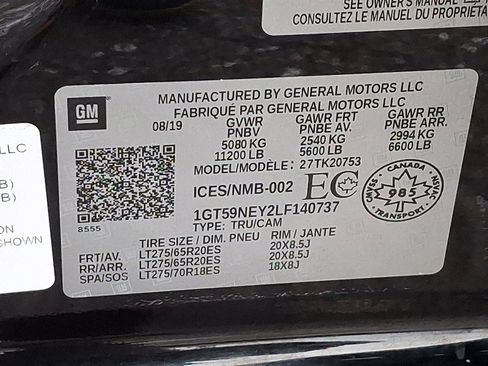 SEE OWNER'S MANUAL
CONSULTEZ LE MANUEL DU PROPRIÉTA
GM
MANUFACTURED BY GENERAL MOTORS LLC
FABRIQUÉ PAR GENERAL MOTORS LLC
08/19 GVWR GAWR FRT GAWR RR
PNBV PNBE AV. PNBE ARR.
5080 KG 2540 KG 2994 KG
11200 LB 5600 LB 6600 LB
MODEL/MODÈLE: 27TK20753
ICES/NMB-002
CANADA
985
TRANSPORT
1GT59NEY2LF140737
8555
TYPE: TRU/CAM
TIRE SIZE / DIM. PNEU RIM / JANTE
FRT/AV. LT275/65R20ES 20X8.5J
RR/ARR. LT275/65R20ES 20X8.5J
SPA/SOS LT275/70R18ES 18X8J
LLC
B)
B)
ION
SHOWN